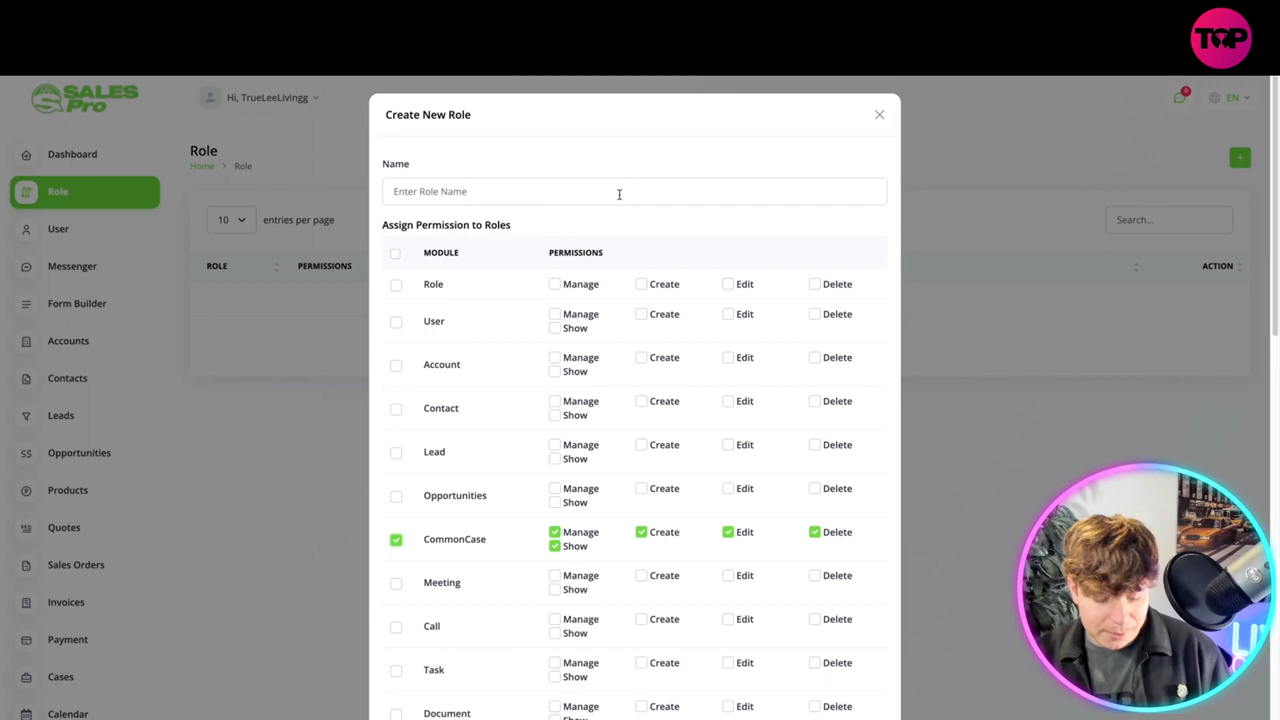 TOP
SALES
Pro
Hi, TrueLeeLivingg
0
EN
Dashboard
Role
User
Messenger
Form Builder
Accounts
Contacts
Leads
Opportunities
Products
Quotes
Sales Orders
Invoices
Payment
Cases
Calendar
Role
Home > Role
+
10 entries per page
Search...
ROLE PERMISSIONS ACTION
Create New Role
Name
Enter Role Name
Assign Permission to Roles
MODULE PERMISSIONS
Role Manage Create Edit Delete
User Manage Create Edit Delete
Show
Account Manage Create Edit Delete
Show
Contact Manage Create Edit Delete
Show
Lead Manage Create Edit Delete
Show
Opportunities Manage Create Edit Delete
Show
CommonCase Manage Create Edit Delete
Show
Meeting Manage Create Edit Delete
Show
Call Manage Create Edit Delete
Show
Task Manage Create Edit Delete
Show
Document Manage Create Edit Delete